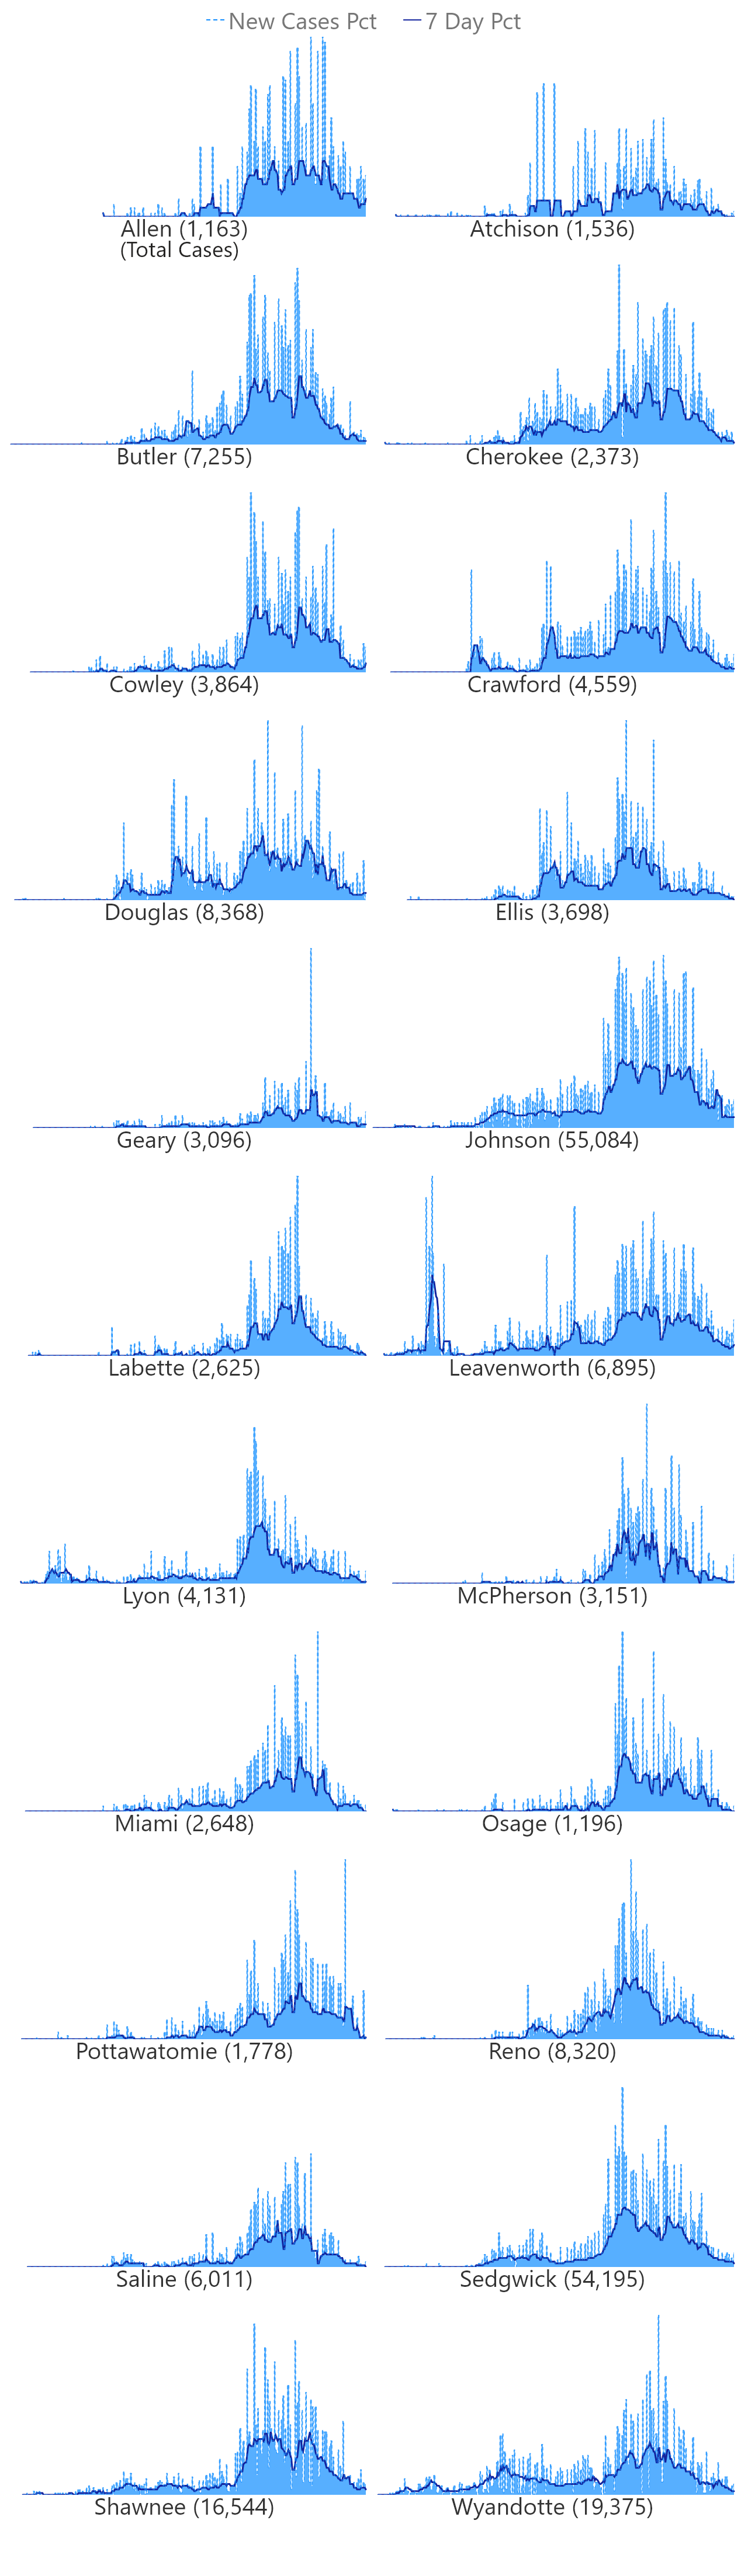 New Cases Pct 7 Day Pct
Allen (1,163)
(Total Cases)
Atchison (1,536)
Butler (7,255)
Cherokee (2,373)
Cowley (3,864)
Crawford (4,559)
Douglas (8,368)
Ellis (3,698)
Geary (3,096)
Johnson (55,084)
Labette (2,625)
Leavenworth (6,895)
Lyon (4,131)
McPherson (3,151)
Miami (2,648)
Osage (1,196)
Pottawatomie (1,778)
Reno (8,320)
Saline (6,011)
Sedgwick (54,195)
Shawnee (16,544)
Wyandotte (19,375)